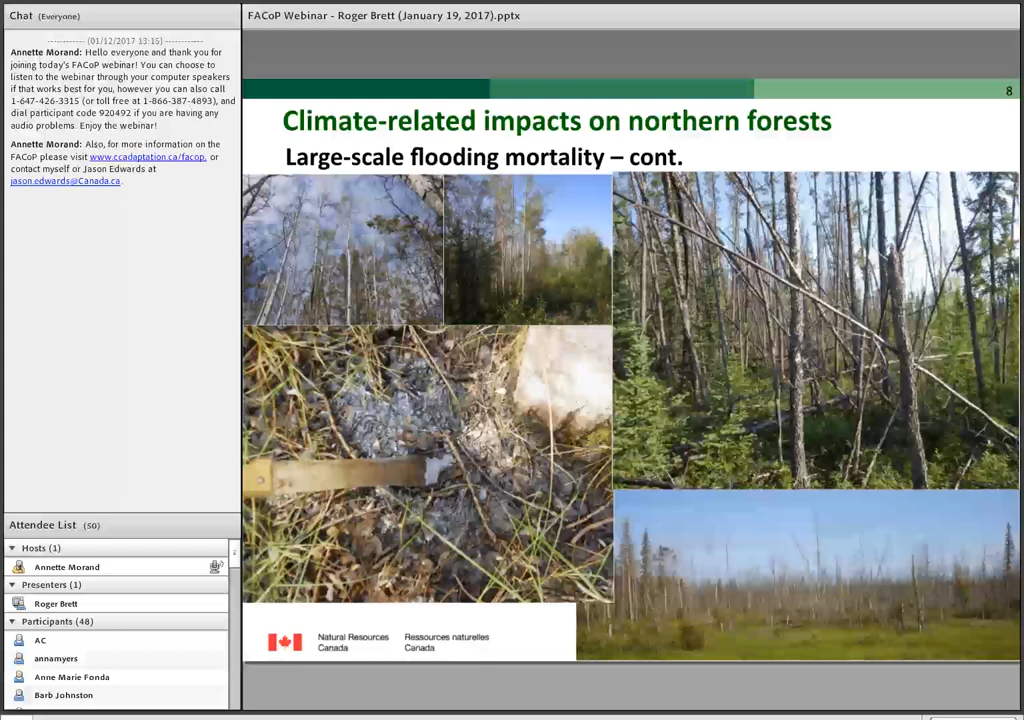 Chat (Everyone)
------------ (01/12/2017 13:15) ------------
Annette Morand: Hello everyone and thank you for
joining today's FACoP webinar! You can choose to
listen to the webinar through your computer speakers
if that works best for you, however you can also call
1-647-426-3315 (or toll free at 1-866-387-4893), and
dial participant code 920492 if you are having any
audio problems. Enjoy the webinar!
Annette Morand: Also, for more information on the
FACoP please visit www.ccadaptation.ca/facop, or
contact myself or Jason Edwards at
jason.edwards@Canada.ca.
Attendee List (50)
Hosts (1)
Annette Morand
Presenters (1)
Roger Brett
Participants (48)
AC
annamyers
Anne Marie Fonda
Barb Johnston
FACoP Webinar - Roger Brett (January 19, 2017).pptx
8
Climate-related impacts on northern forests
Large-scale flooding mortality – cont.
Natural Resources Ressources naturelles
Canada Canada